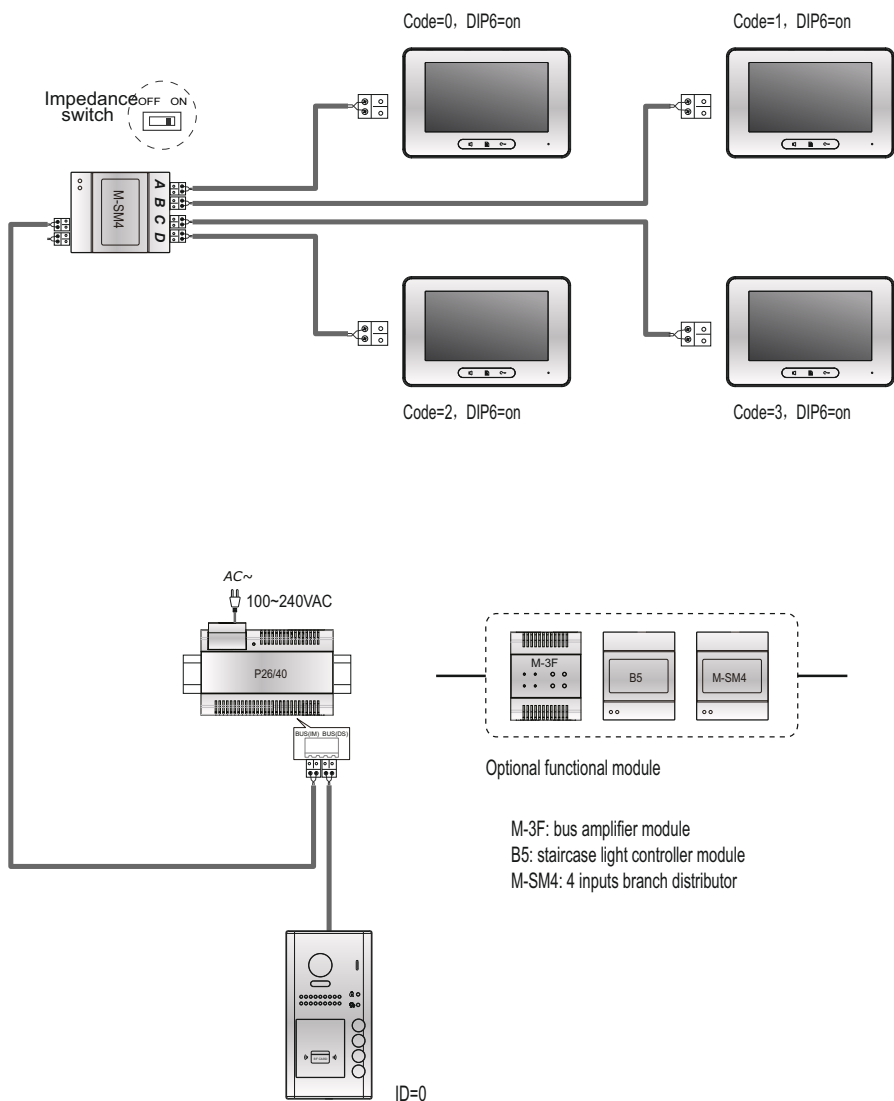 Code=0, DIP6=on
Code=1, DIP6=on
Impedance
switch
OFF ON
M-SM4
A
B
C
D
Code=2, DIP6=on
Code=3, DIP6=on
AC~
100~240VAC
P26/40
BUS(IM) BUS(DS)
M-3F
B5
M-SM4
Optional functional module
M-3F: bus amplifier module
B5: staircase light controller module
M-SM4: 4 inputs branch distributor
ID=0